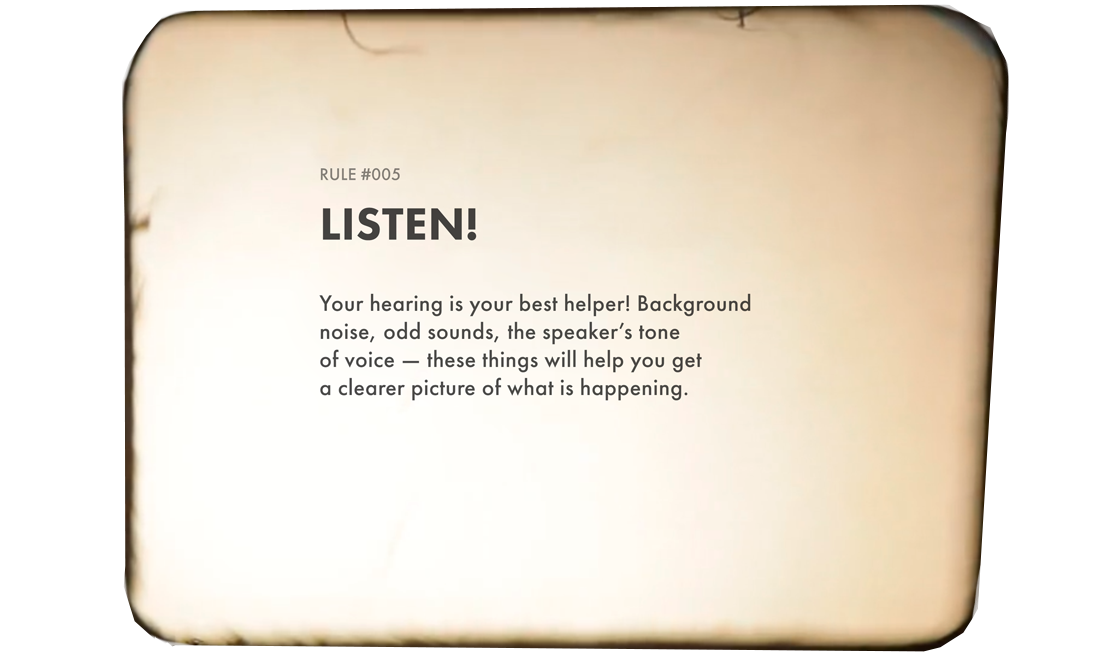 RULE #005
LISTEN!
Your hearing is your best helper! Background
noise, odd sounds, the speaker’s tone
of voice — these things will help you get
a clearer picture of what is happening.